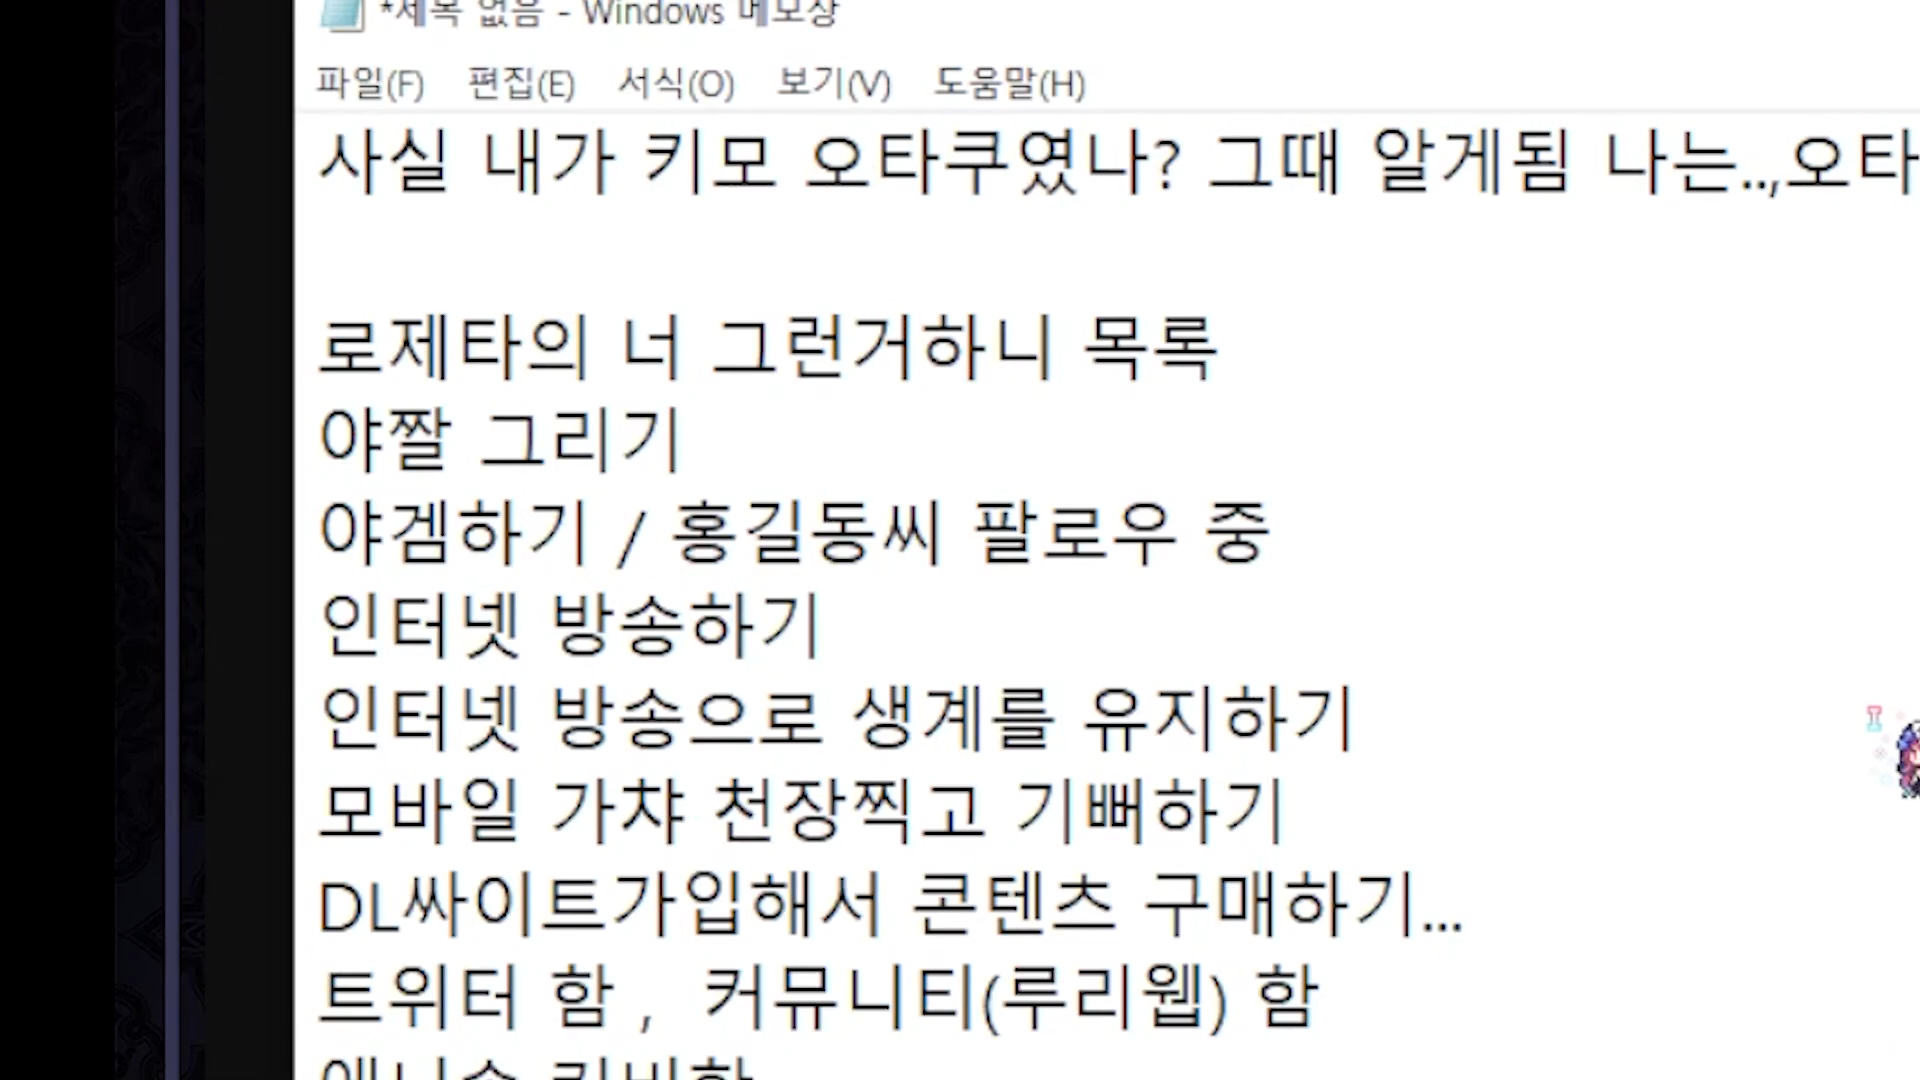 *제목 없음 - Windows 메모장
파일(F) 편집(E) 서식(O) 보기(V) 도움말(H)
사실 내가 키모 오타쿠였나? 그때 알게됨 나는..,오타
로제타의 너 그런거하니 목록
야짤 그리기
야겜하기 / 홍길동씨 팔로우 중
인터넷 방송하기
인터넷 방송으로 생계를 유지하기
모바일 가챠 천장찍고 기뻐하기
DL싸이트가입해서 콘텐츠 구매하기...
트위터 함 , 커뮤니티(루리웹) 함